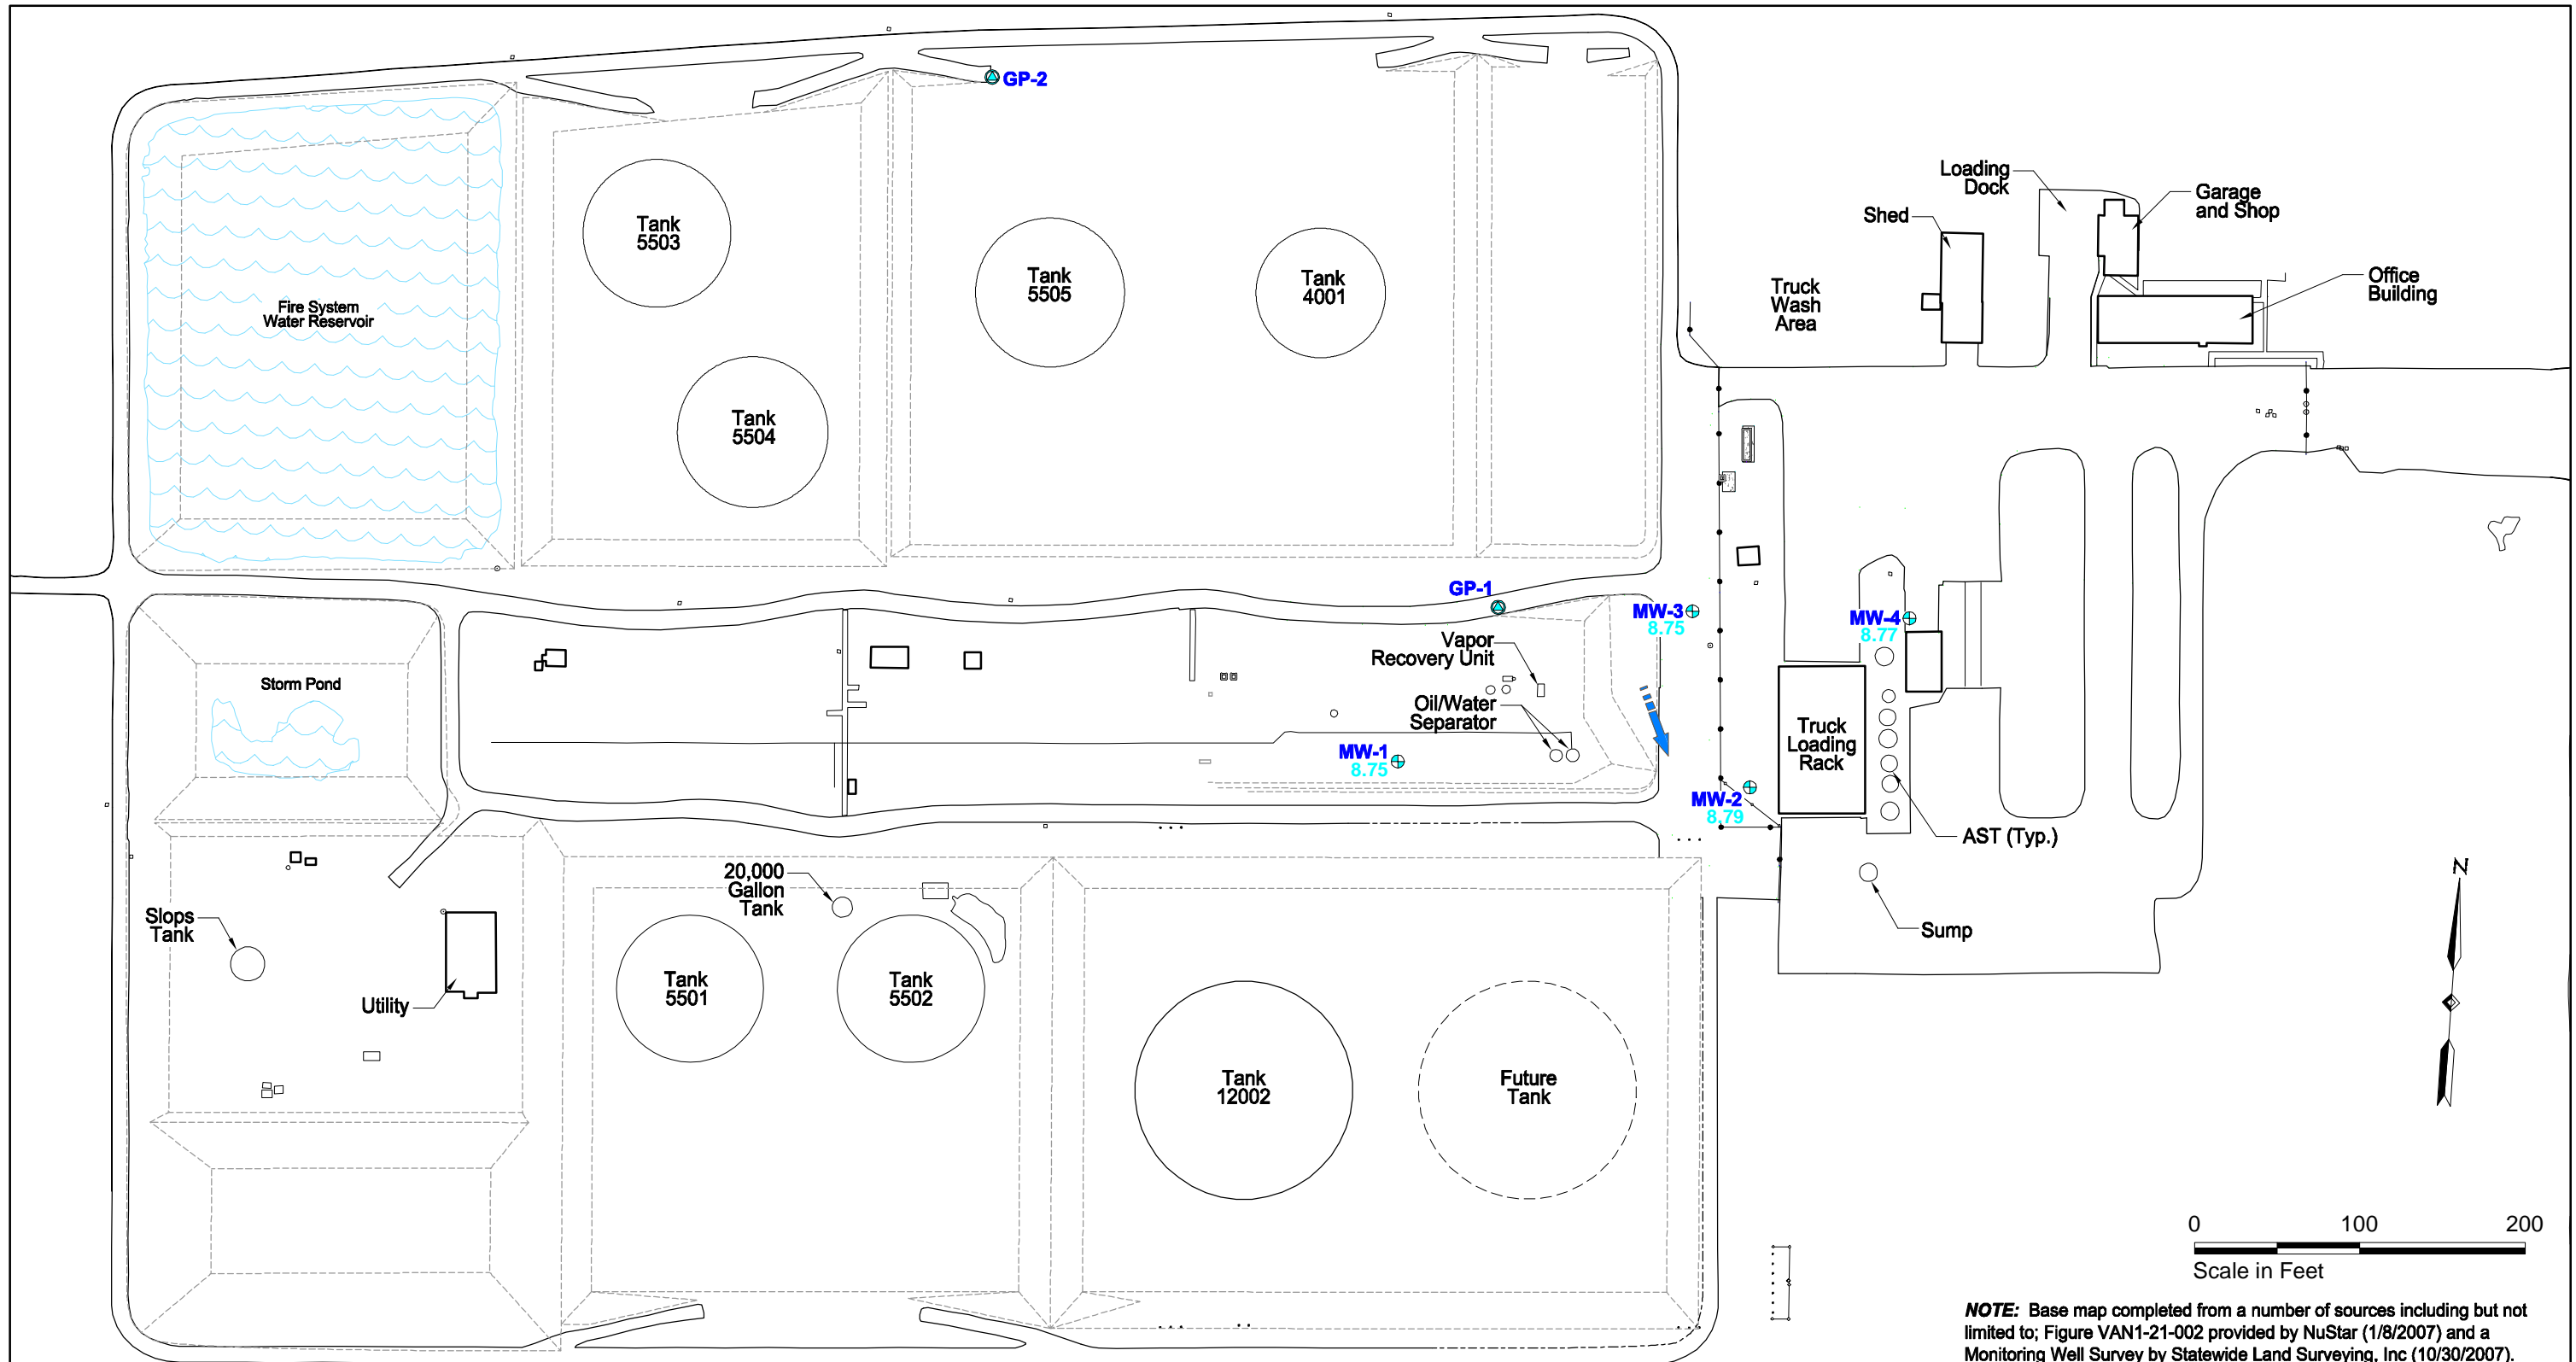 GP-2
Loading
Dock
Garage
and Shop
Shed
Tank
5503
Tank
5505
Tank
4001
Truck
Wash
Area
Office
Building
Fire System
Water Reservoir
Tank
5504
GP-1
MW-3
8.75
MW-4
8.77
Vapor
Recovery Unit
Storm Pond
Oil/Water
Separator
Truck
Loading
Rack
MW-1
8.75
MW-2
8.79
AST (Typ.)
N
20,000
Gallon
Tank
Slops
Tank
Sump
Tank
5501
Tank
5502
Utility
Tank
12002
Future
Tank
0 100 200
Scale in Feet
NOTE: Base map completed from a number of sources including but not
limited to; Figure VAN1-21-002 provided by NuStar (1/8/2007) and a
Monitoring Well Survey by Statewide Land Surveying, Inc (10/30/2007).